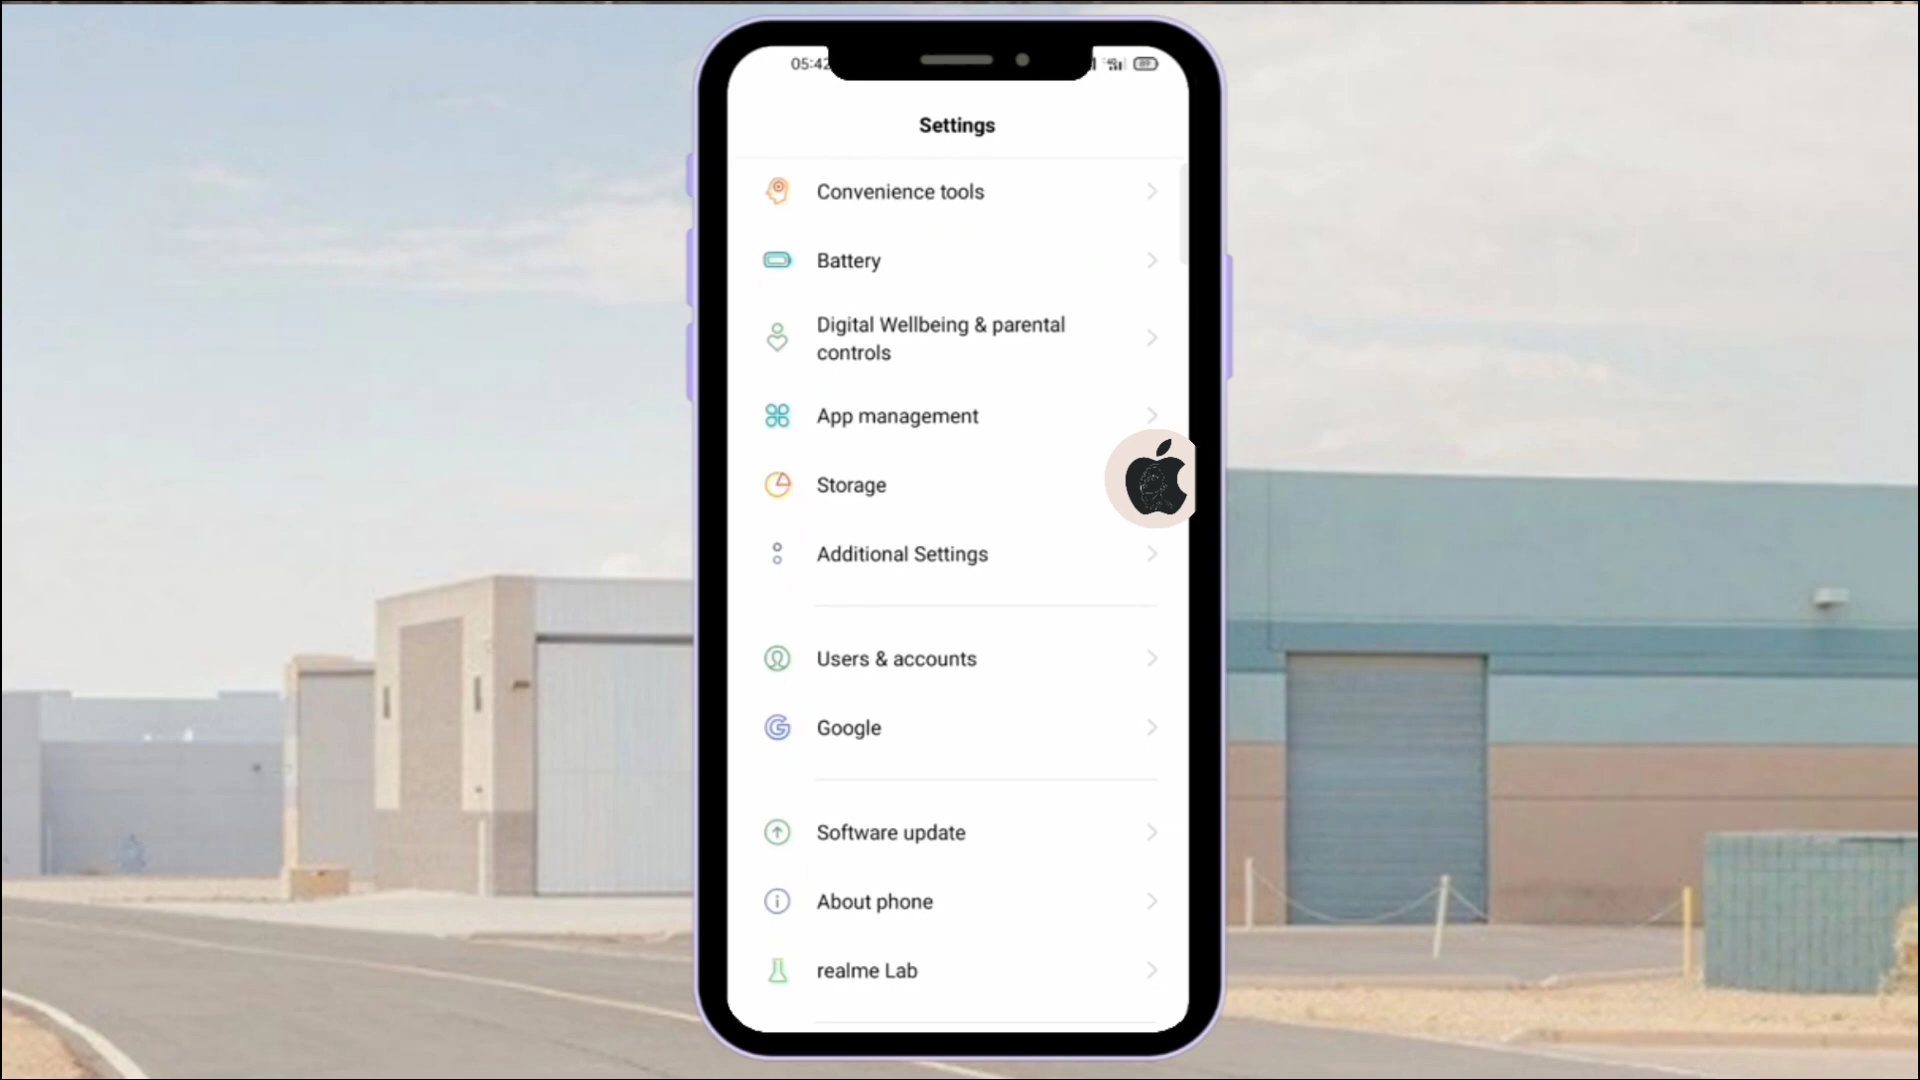 05:42
Settings
Convenience tools
Battery
Digital Wellbeing & parental
controls
App management
Storage
Additional Settings
Users & accounts
Google
Software update
About phone
realme Lab